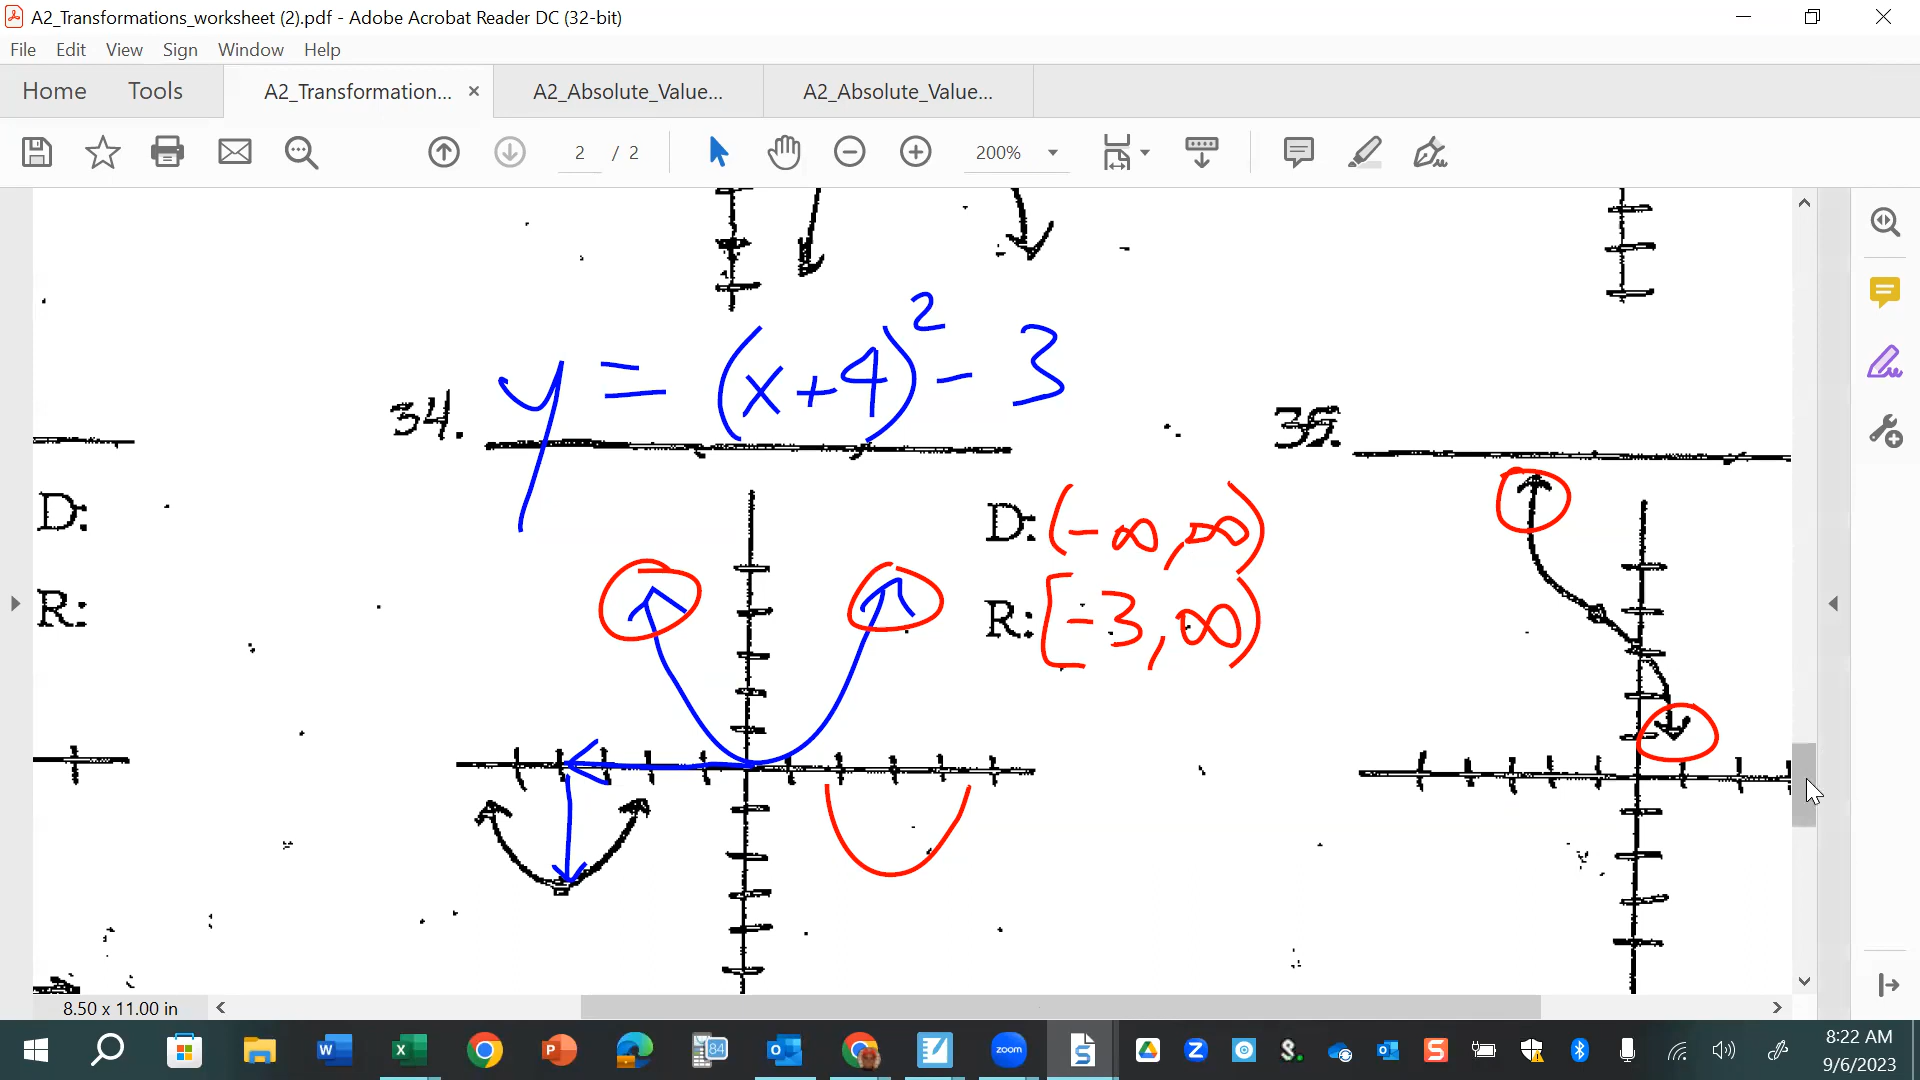 A2_Transformations_worksheet (2).pdf - Adobe Acrobat Reader DC (32-bit)
File Edit View Sign Window Help
Home Tools A2_Transformation... × A2_Absolute_Value... A2_Absolute_Value...
2 / 2 200%
y = (x+4)² - 3
34. 35.
D: D: (-∞,∞)
R: R: [-3,∞)
8.50 x 11.00 in
84
zoom
8:22 AM
9/6/2023